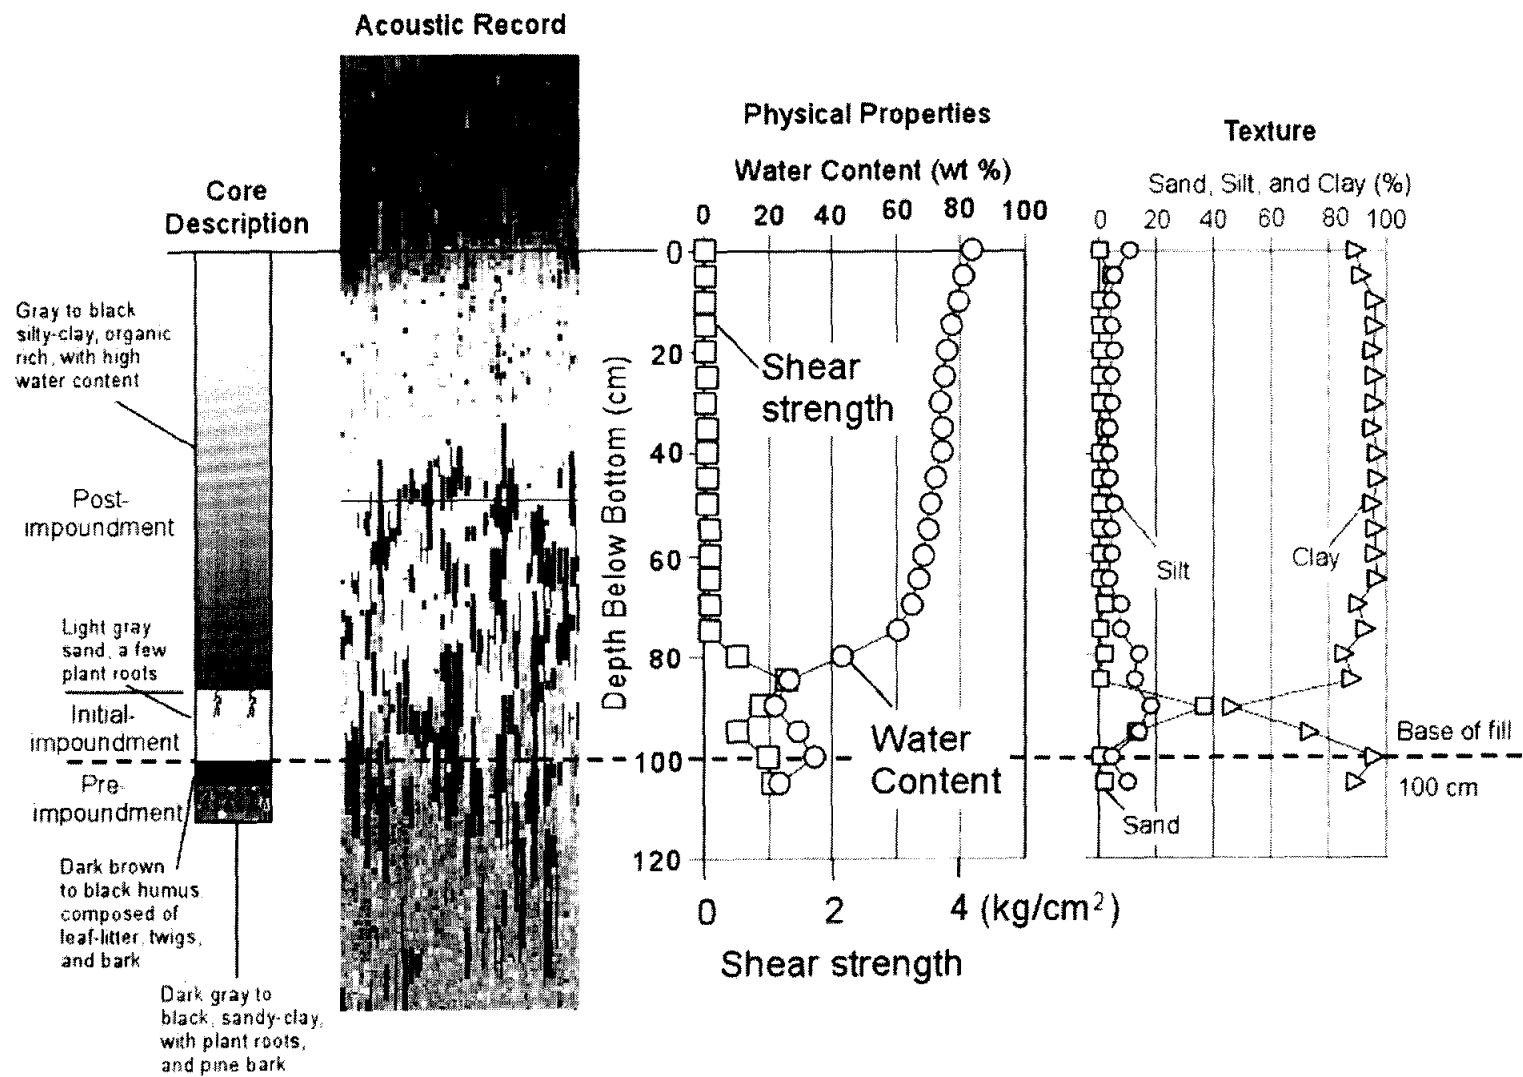 Acoustic Record
Core
Description
Gray to black
silty-clay, organic
rich, with high
water content
Post-
impoundment
Light gray
sand, a few
plant roots
Initial-
impoundment
Pre-
impoundment
Dark brown
to black humus
composed of
leaf-litter, twigs,
and bark
Dark gray to
black, sandy-clay,
with plant roots,
and pine bark
Physical Properties
Water Content (wt %)
0 20 40 60 80 100
Depth Below Bottom (cm)
0
20
40
60
80
100
120
Shear
strength
Water
Content
0 2 4 (kg/cm²)
Shear strength
Texture
Sand, Silt, and Clay (%)
0 20 40 60 80 100
Silt
Clay
Sand
Base of fill
100 cm